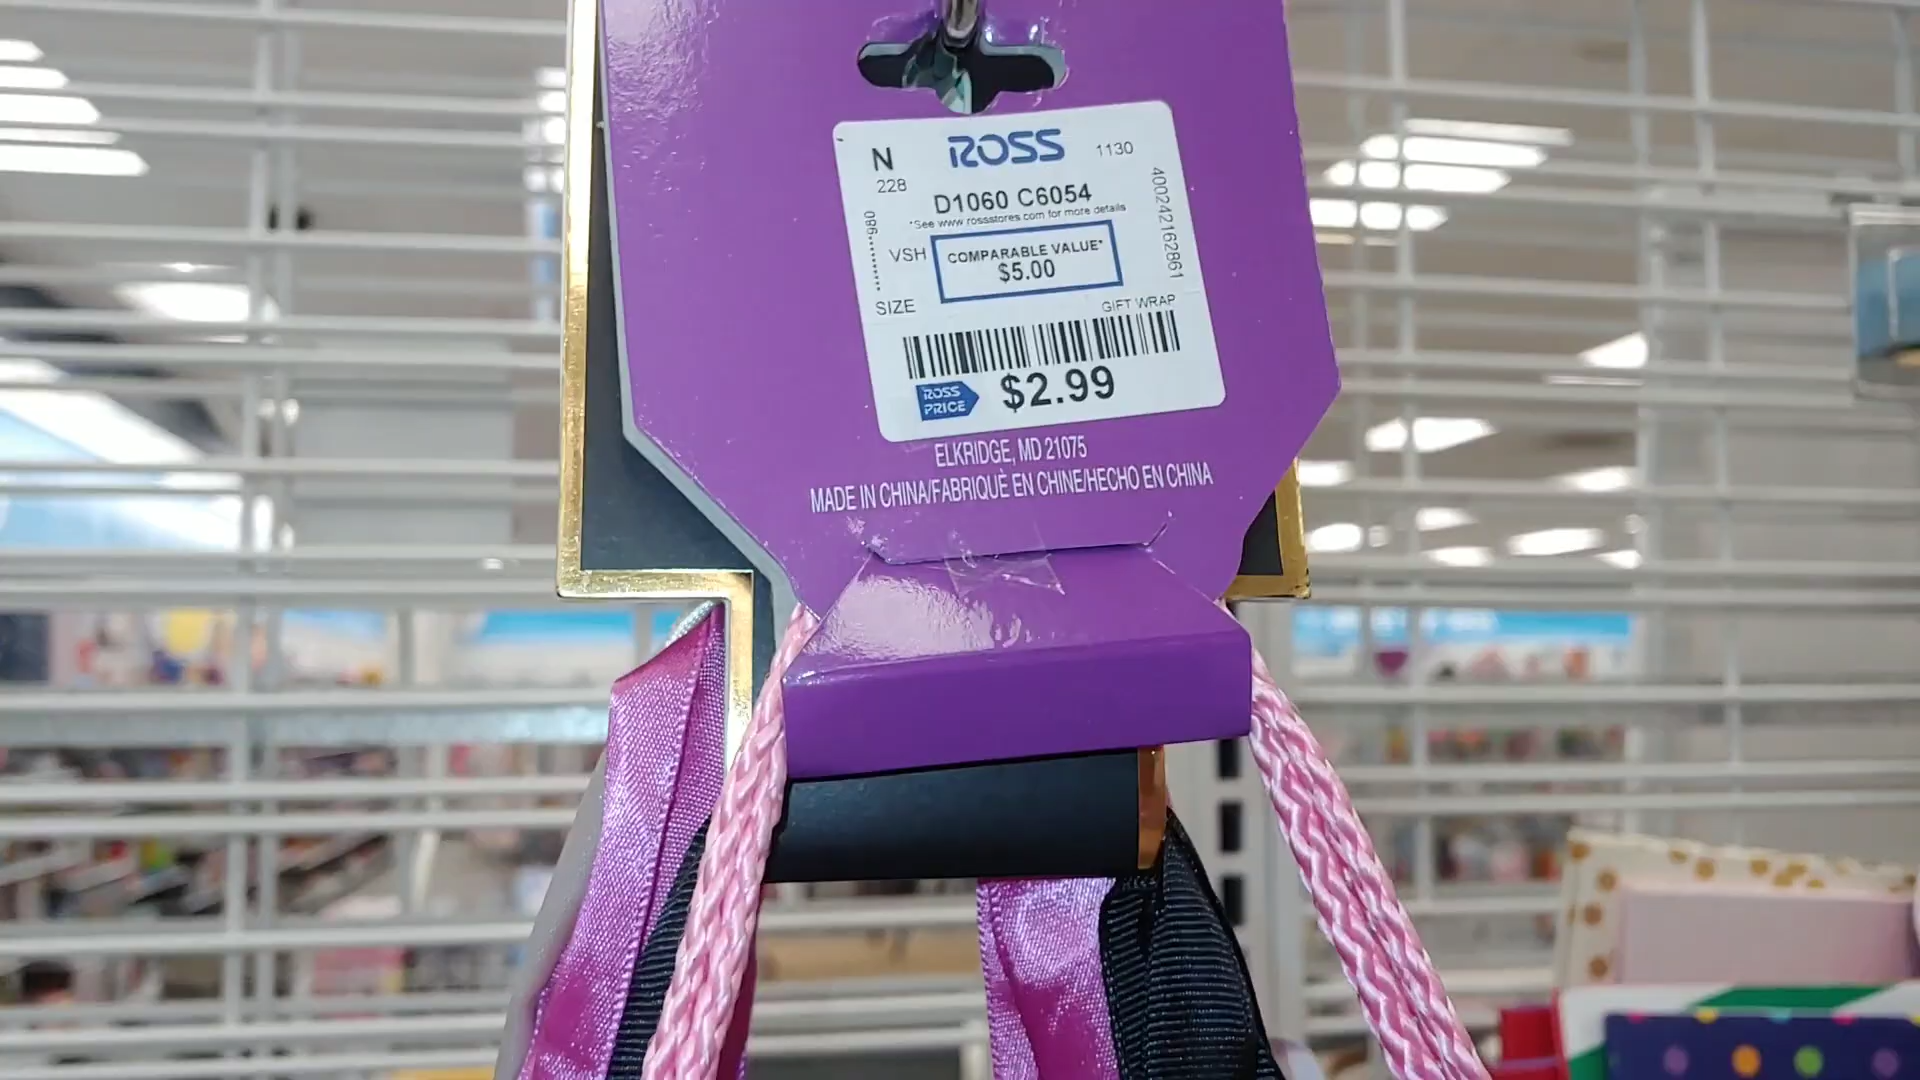 N ROSS 1130
228
D1060 C6054
*See www.rossstores.com for more details
980
400242162861
VSH COMPARABLE VALUE*
$5.00
SIZE GIFT WRAP
ROSS PRICE $2.99
ELKRIDGE, MD 21075
MADE IN CHINA/FABRIQUÈ EN CHINE/HECHO EN CHINA